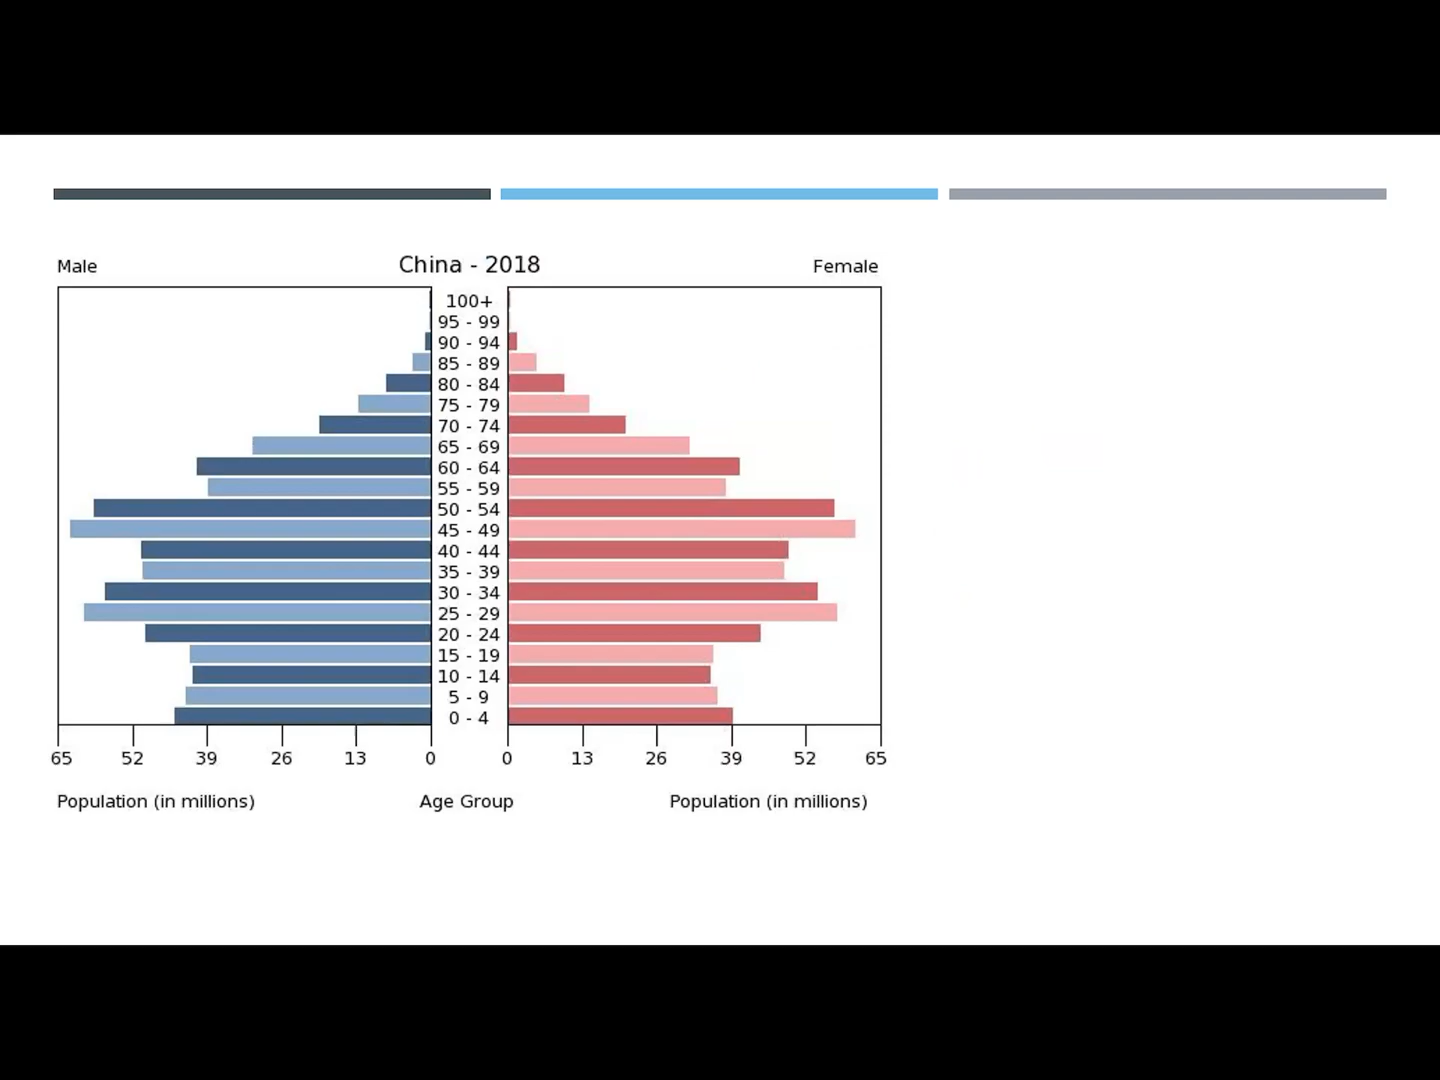 Male China - 2018 Female
100+
95 - 99
90 - 94
85 - 89
80 - 84
75 - 79
70 - 74
65 - 69
60 - 64
55 - 59
50 - 54
45 - 49
40 - 44
35 - 39
30 - 34
25 - 29
20 - 24
15 - 19
10 - 14
5 - 9
0 - 4
65 52 39 26 13 0 0 13 26 39 52 65
Population (in millions) Age Group Population (in millions)